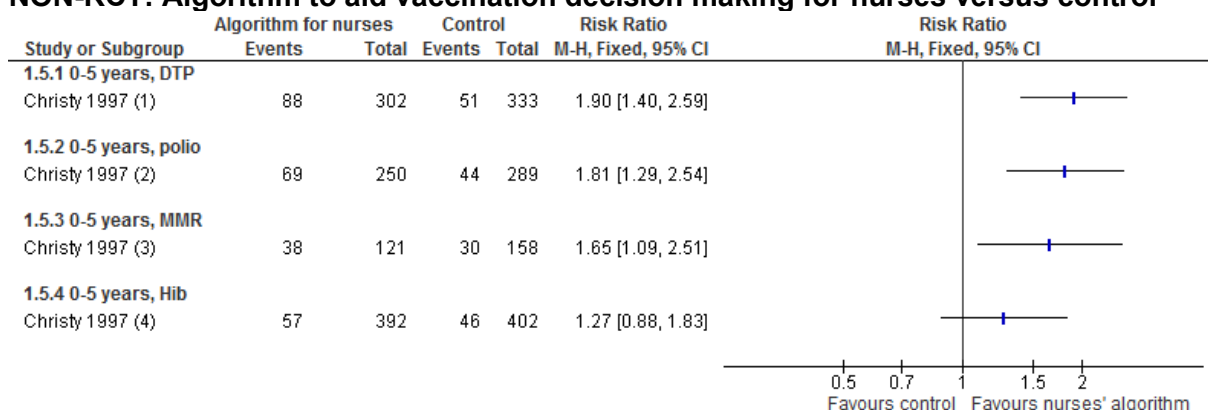 NON-RCT: Algorithm to aid vaccination decision making for nurses versus control
Algorithm for nurses Control Risk Ratio Risk Ratio
Study or Subgroup Events Total Events Total M-H, Fixed, 95% CI M-H, Fixed, 95% CI
1.5.1 0-5 years, DTP
Christy 1997 (1) 88 302 51 333 1.90 [1.40, 2.59]
1.5.2 0-5 years, polio
Christy 1997 (2) 69 250 44 289 1.81 [1.29, 2.54]
1.5.3 0-5 years, MMR
Christy 1997 (3) 38 121 30 158 1.65 [1.09, 2.51]
1.5.4 0-5 years, Hib
Christy 1997 (4) 57 392 46 402 1.27 [0.88, 1.83]
0.5 0.7 1 1.5 2
Favours control Favours nurses' algorithm